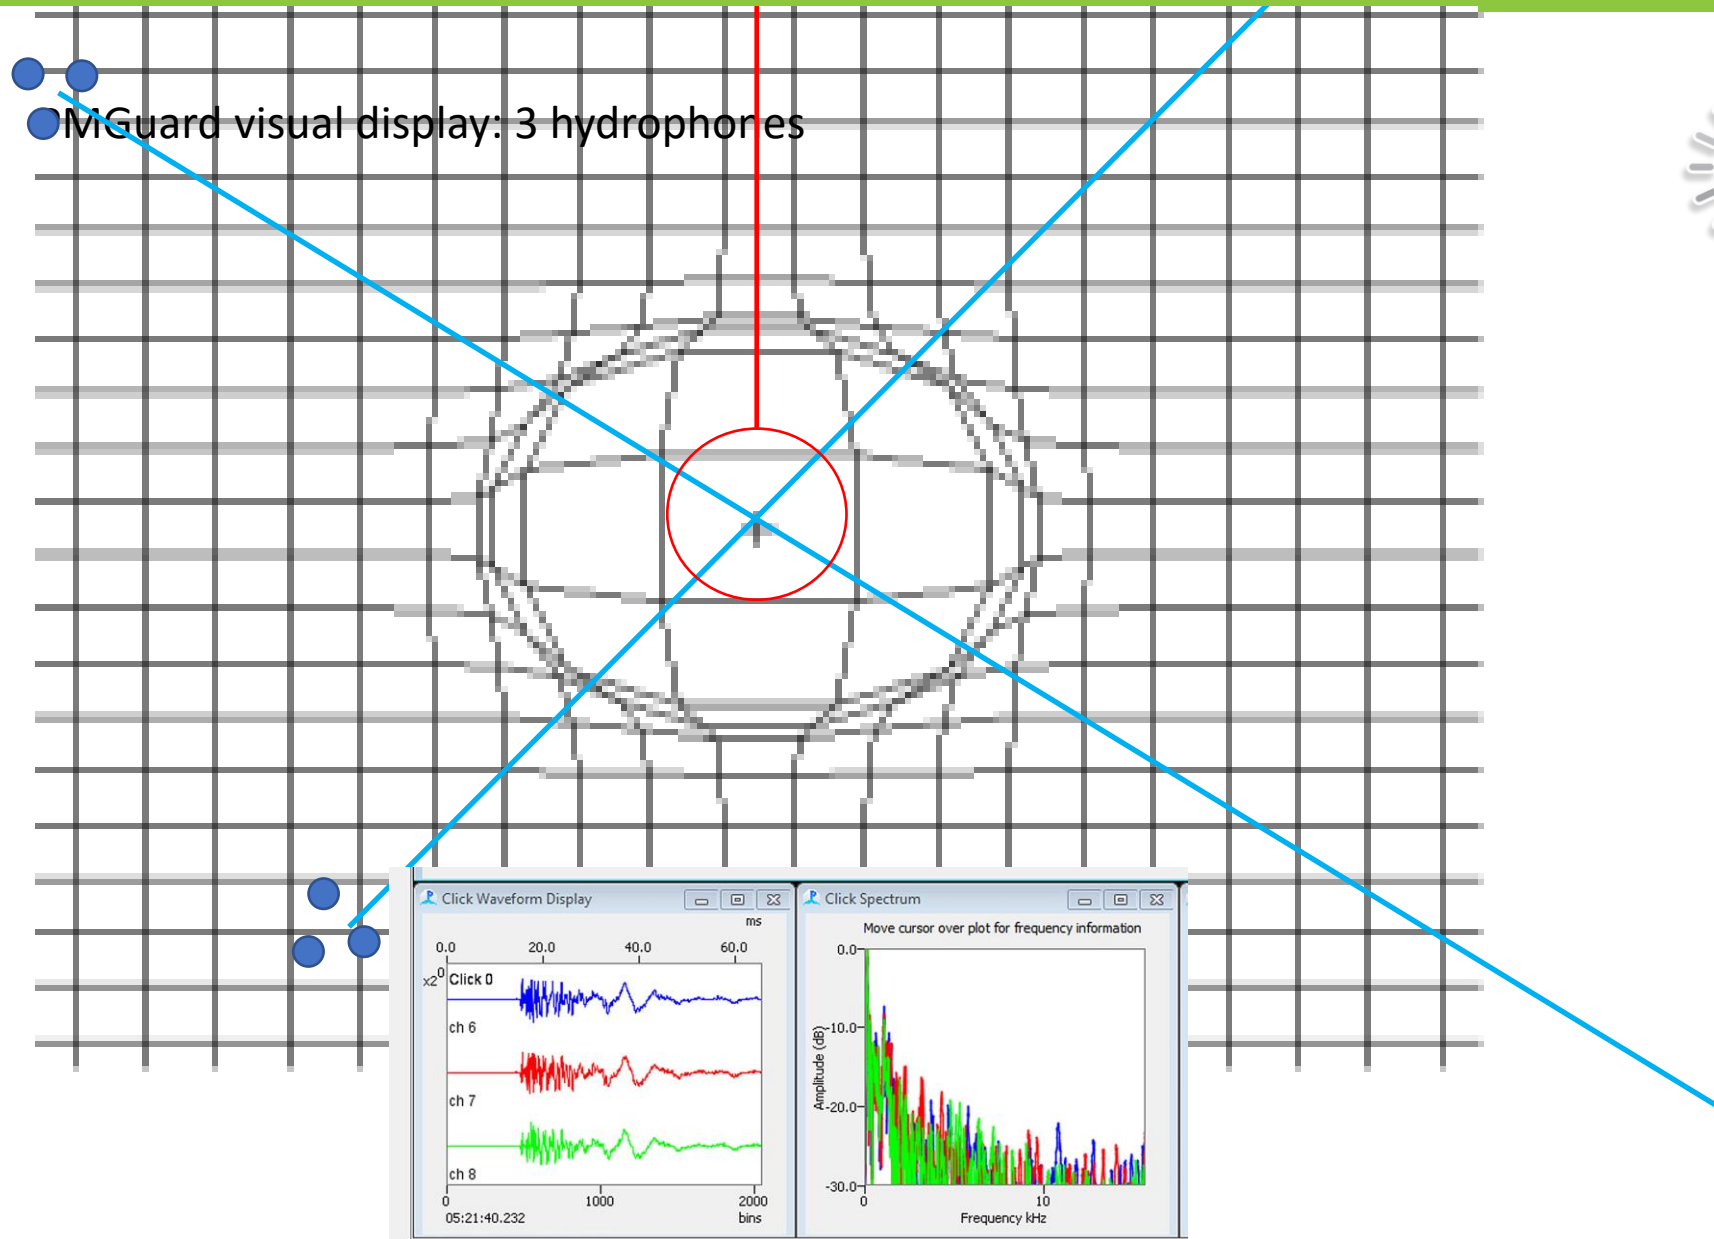 MGuard visual display: 3 hydrophones
Click Waveform Display
ms
0.0 20.0 40.0 60.0
x2^0
Click 0
ch 6
ch 7
ch 8
0 1000 2000
05:21:40.232 bins
Click Spectrum
Move cursor over plot for frequency information
0.0
-10.0
-20.0
-30.0
Amplitude (dB)
0 10
Frequency kHz